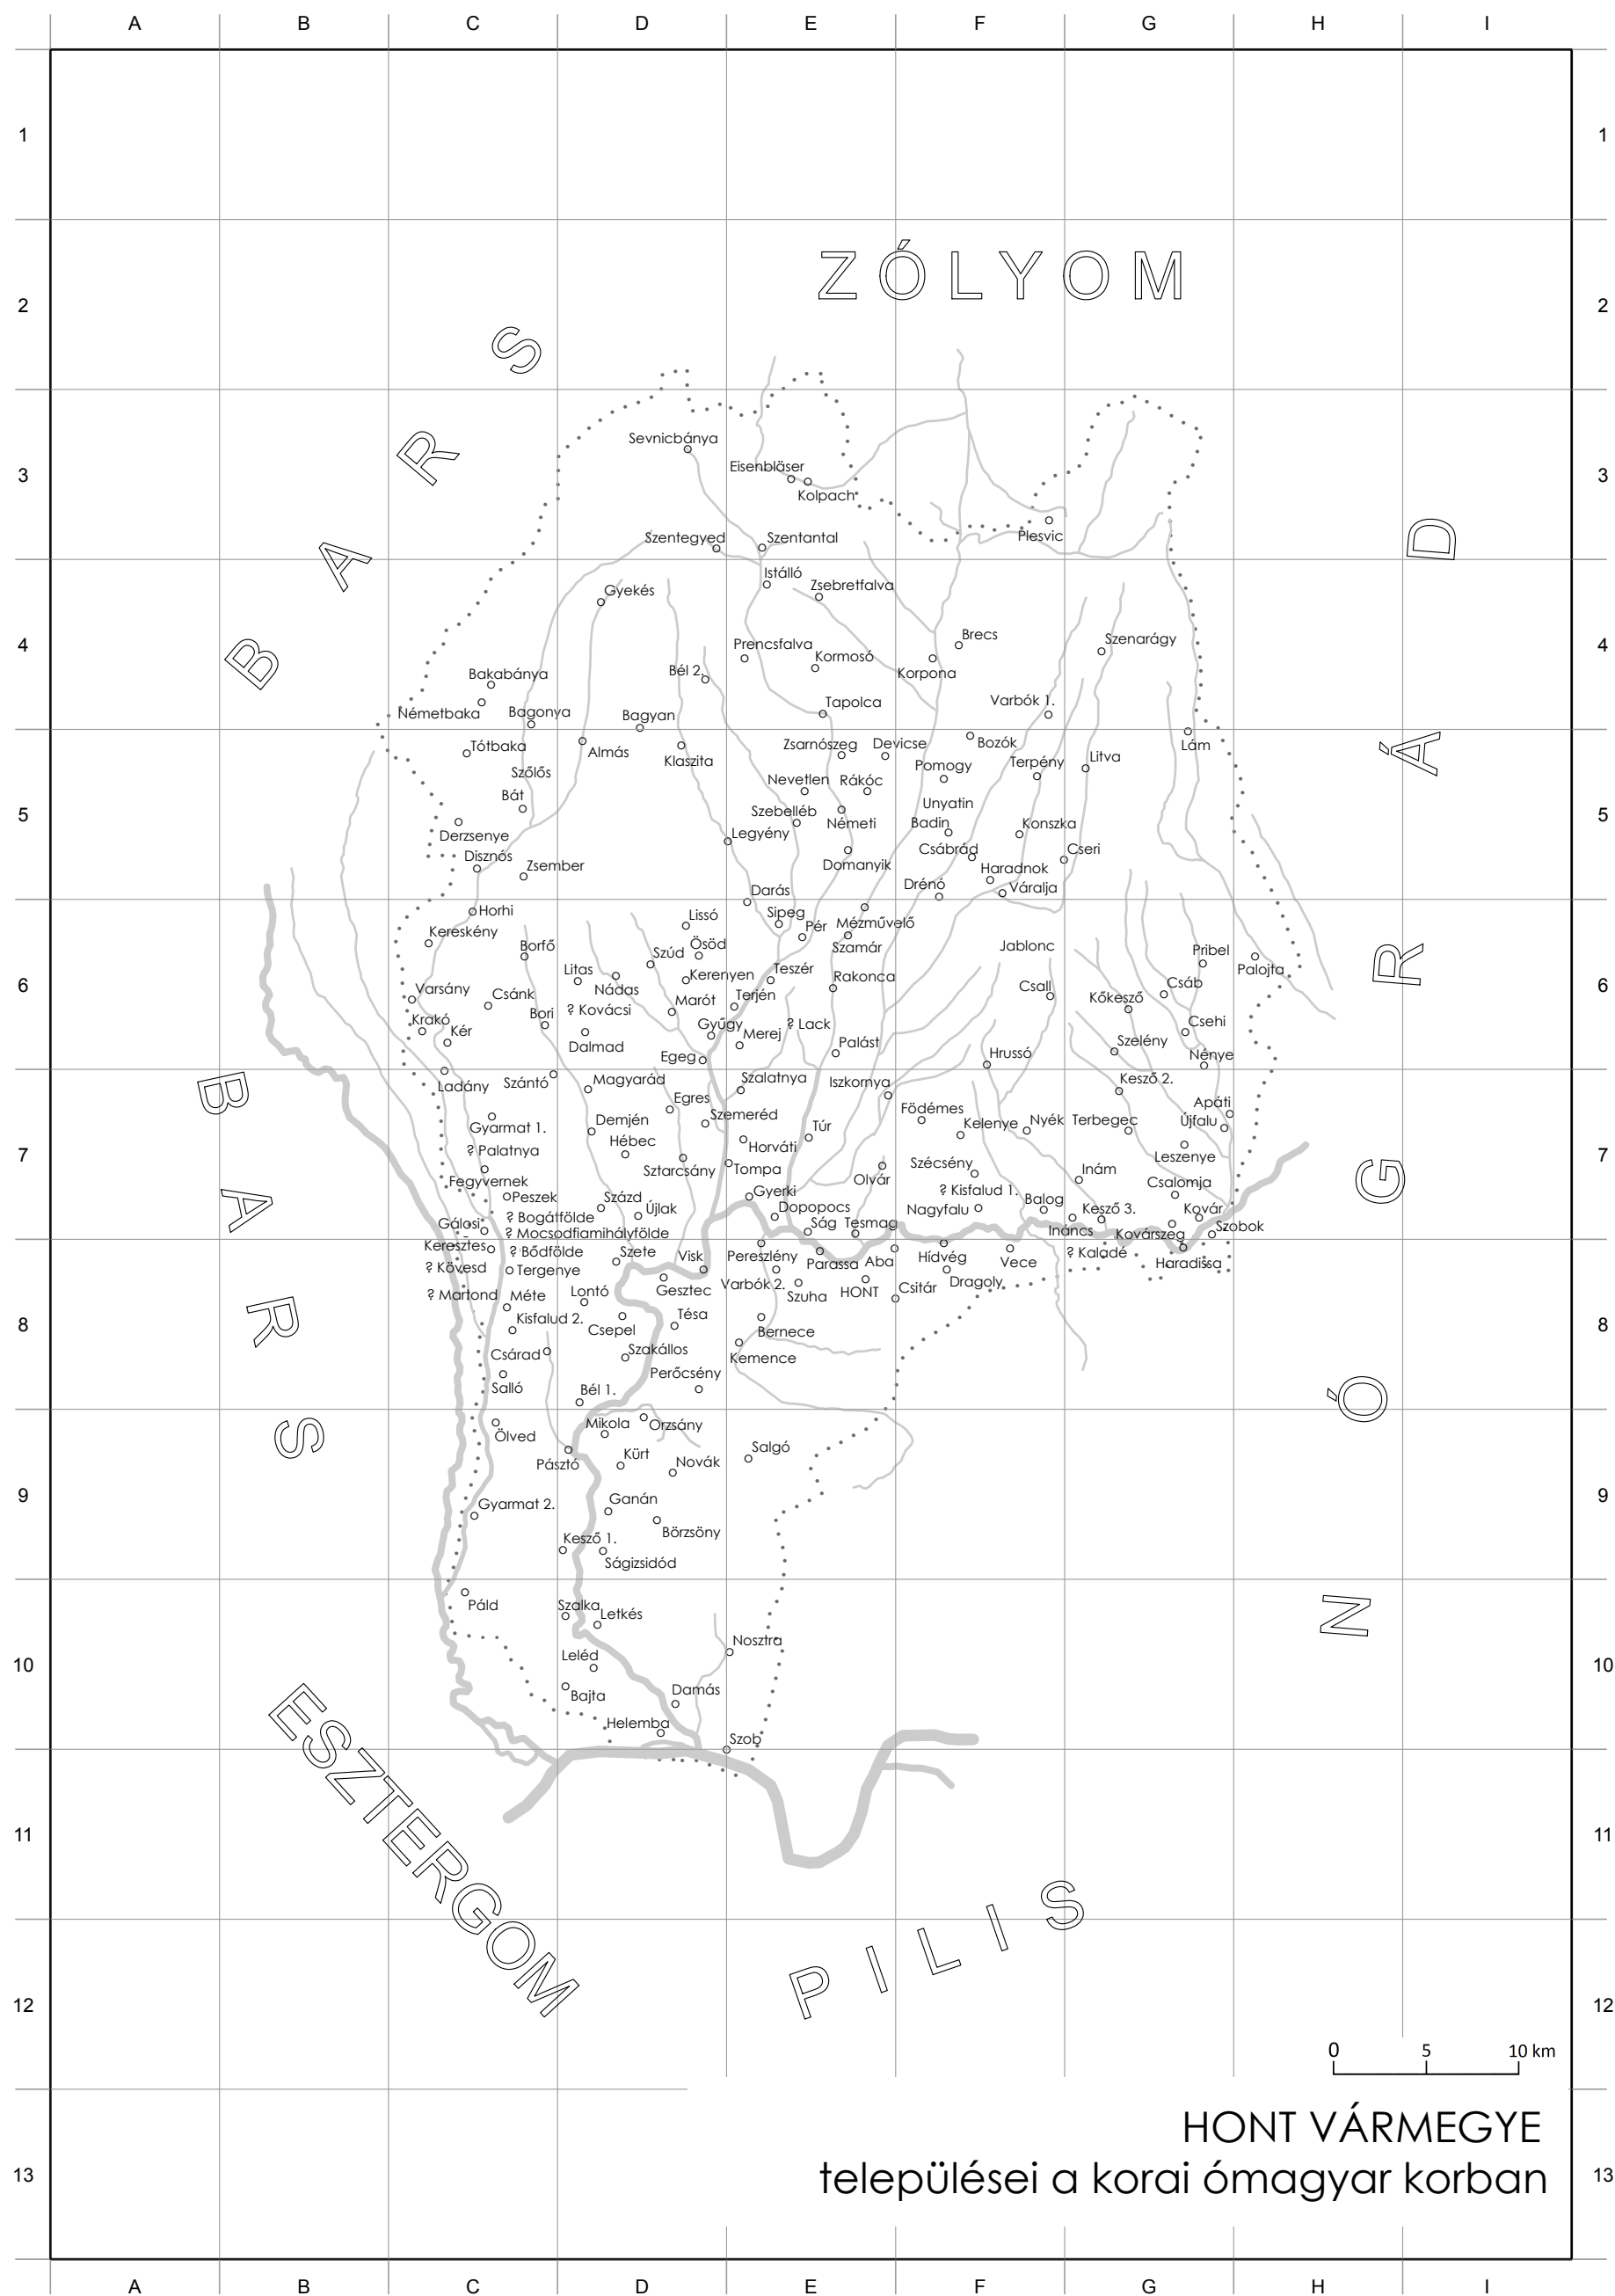 A B C D E F G H I
1 1
2 2
3 3
4 4
5 5
6 6
7 7
8 8
9 9
10 10
11 11
12 12
13 13
ZÓLYOM
BARS
BARS
NÓGRÁD
ESZTERGOM
PILIS
Sevnicbánya
Eisenbläser
Kolpach
Plesvic
Szentegyed
Szentantal
Istálló
Zsebretfalva
Gyekés
Brecs
Szenarágy
Prencsfalva
Kormosó
Korpona
Bél 2.
Bakabánya
Németbaka
Bagonya
Bagyan
Tapolca
Varbók 1.
Tótbaka
Almás
Klaszita
Zsarnószeg
Devicse
Bozók
Lám
Szőlős
Pomogy
Terpény
Litva
Bát
Nevetlen
Rákóc
Unyatin
Szebelléb
Németi
Badin
Konszka
Derzsenye
Legyény
Domanyik
Csábrád
Cseri
Disznós
Zsember
Haradnok
Darás
Drénó
Váralja
Horhi
Lissó
Sipeg
Pér
Mézművelő
Kereskény
Borfő
Szúd
Ösöd
Szamár
Jablonc
Pribel
Palojta
Litas
Nádas
Kerenyen
Teszér
Rakonca
Csall
Csáb
Varsány
Csánk
? Kovácsi
Marót
Terjén
Kőkesző
Krakó
Kér
Bori
Dalmad
Gyűgy
Merej
? Lack
Csehi
Egeg
Palást
Hrussó
Szelény
Nénye
Ladány
Szántó
Magyarád
Szalatnya
Iszkornya
Kesző 2.
Egres
Szemeréd
Födémes
Apáti
Gyarmat 1.
Demjén
Hébec
Túr
Kelenye
Nyék
Terbegec
Újfalu
? Palatnya
Sztarcsány
Horváti
Tompa
Szécsény
Leszenye
Fegyvernek
Olvár
Inám
Peszek
Százd
Gyerki
? Kisfalud 1.
Balog
Csalomja
? Bogátfölde
Újlak
Dopopocs
Nagyfalu
Kesző 3.
Kovár
Gálosi
? Mocsodfiamihályfölde
Ság
Tesmag
Ináncs
Kovárszeg
Szobok
Keresztes
? Bődfölde
Szete
Visk
Pereszlény
Parassa
Aba
Hídvég
Vece
? Kaladé
Haradissa
? Kövesd
Tergenye
Gesztec
Varbók 2.
Szuha
HONT
Csitár
Dragoly
? Martond
Méte
Lontó
Kisfalud 2.
Csepel
Tésa
Bernece
Csárad
Szakállos
Kemence
Salló
Bél 1.
Perőcsény
Ölved
Mikola
Orzsány
Pásztó
Kürt
Novák
Salgó
Gyarmat 2.
Ganán
Börzsöny
Kesző 1.
Ságizsidód
Páld
Szalka
Letkés
Nosztra
Leléd
Bajta
Damás
Helemba
Szob
0 5 10 km
HONT VÁRMEGYE
települései a korai ómagyar korban
A B C D E F G H I